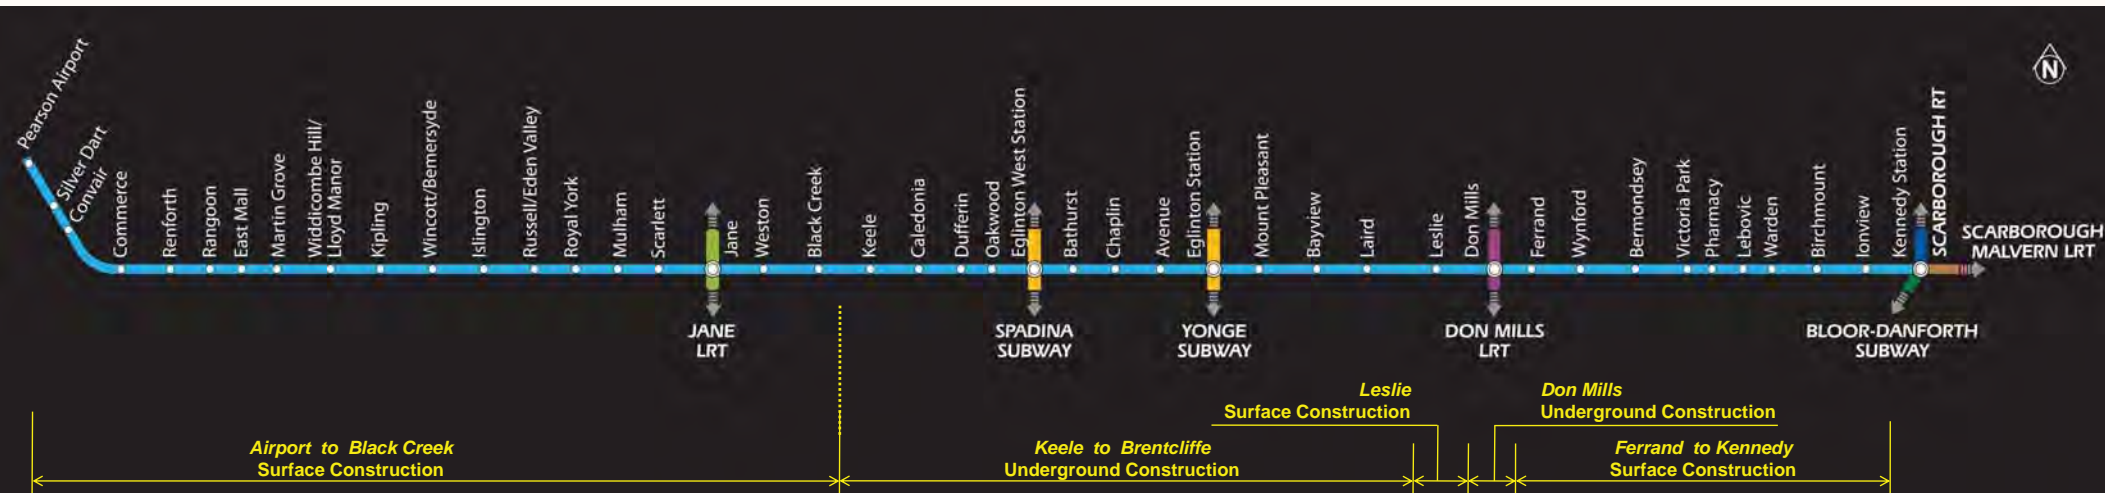 Pearson Airport
Silver Dart
Convair
Commerce
Renforth
Rangoon
East Mall
Martin Grove
Widdicombe Hill/
Lloyd Manor
Kipling
Wincott/Bemersyde
Islington
Russell/Eden Valley
Royal York
Mulham
Scarlett
Jane
Weston
Black Creek
Keele
Caledonia
Dufferin
Oakwood
Eglinton West Station
Bathurst
Chaplin
Avenue
Eglinton Station
Mount Pleasant
Bayview
Laird
Leslie
Don Mills
Ferrand
Wynford
Bermondsey
Victoria Park
Pharmacy
Lebovic
Warden
Birchmount
Ionview
Kennedy Station
SCARBOROUGH RT
N
SCARBOROUGH
MALVERN LRT
JANE
LRT
SPADINA
SUBWAY
YONGE
SUBWAY
DON MILLS
LRT
BLOOR-DANFORTH
SUBWAY
Leslie
Surface Construction
Don Mills
Underground Construction
Airport to Black Creek
Surface Construction
Keele to Brentcliffe
Underground Construction
Ferrand to Kennedy
Surface Construction